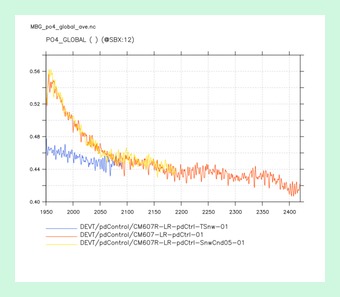 MBG_po4_global_ave.nc
PO4_GLOBAL ( ) (@SBX:12)
0.56
0.52
0.48
0.44
0.40
1950 2000 2050 2100 2150 2200 2250 2300 2350 2400
DEVT/pdControl/CM607R-LR-pdCtrl-TSnw-01
DEVT/pdControl/CM607-LR-pdCtrl-01
DEVT/pdControl/CM607R-LR-pdCtrl-SnwCnd05-01